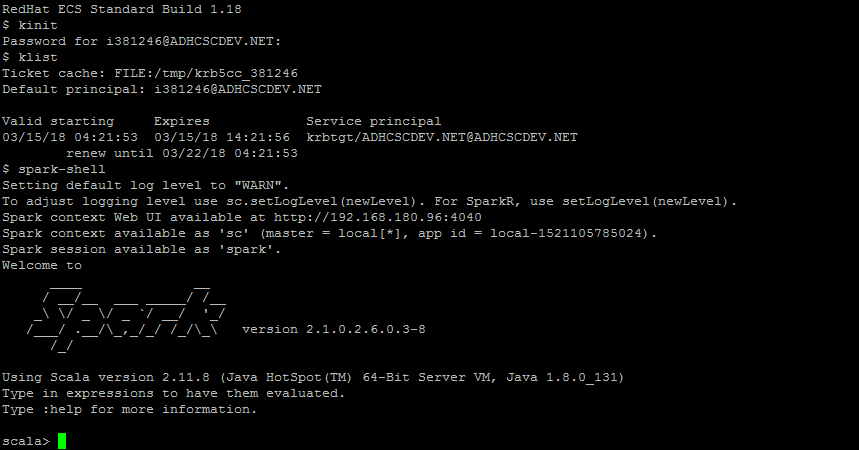 RedHat ECS Standard Build 1.18
$ kinit
Password for i381246@ADHCSCDEV.NET:
$ klist
Ticket cache: FILE:/tmp/krb5cc_381246
Default principal: i381246@ADHCSCDEV.NET
Valid starting     Expires            Service principal
03/15/18 04:21:53  03/15/18 14:21:56  krbtgt/ADHCSCDEV.NET@ADHCSCDEV.NET
        renew until 03/22/18 04:21:53
$ spark-shell
Setting default log level to "WARN".
To adjust logging level use sc.setLogLevel(newLevel). For SparkR, use setLogLevel(newLevel).
Spark context Web UI available at http://192.168.180.96:4040
Spark context available as 'sc' (master = local[*], app id = local-1521105785024).
Spark session available as 'spark'.
Welcome to
      ____              __
     / __/__  ___ _____/ /__
    _\ \/ _ \/ _ `/ __/  '_/
   /___/ .__/\_,_/_/ /_/\_\   version 2.1.0.2.6.0.3-8
      /_/
Using Scala version 2.11.8 (Java HotSpot(TM) 64-Bit Server VM, Java 1.8.0_131)
Type in expressions to have them evaluated.
Type :help for more information.
scala>